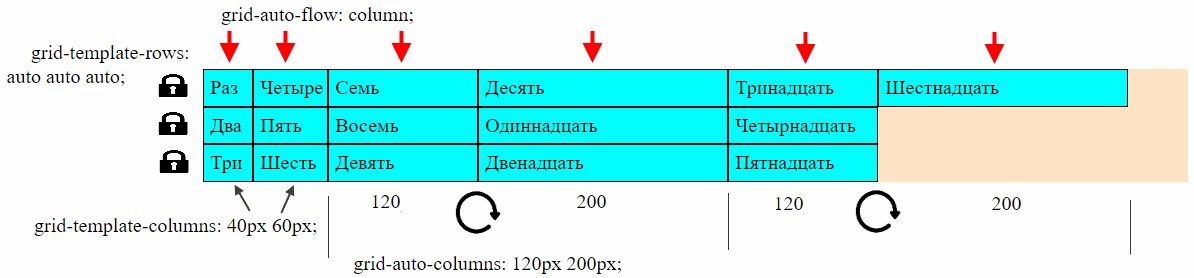 grid-auto-flow: column;
grid-template-rows:
auto auto auto;
Раз Четыре Семь Десять Тринадцать Шестнадцать
Два Пять Восемь Одиннадцать Четырнадцать
Три Шесть Девять Двенадцать Пятнадцать
120 200 120 200
grid-template-columns: 40px 60px;
grid-auto-columns: 120px 200px;